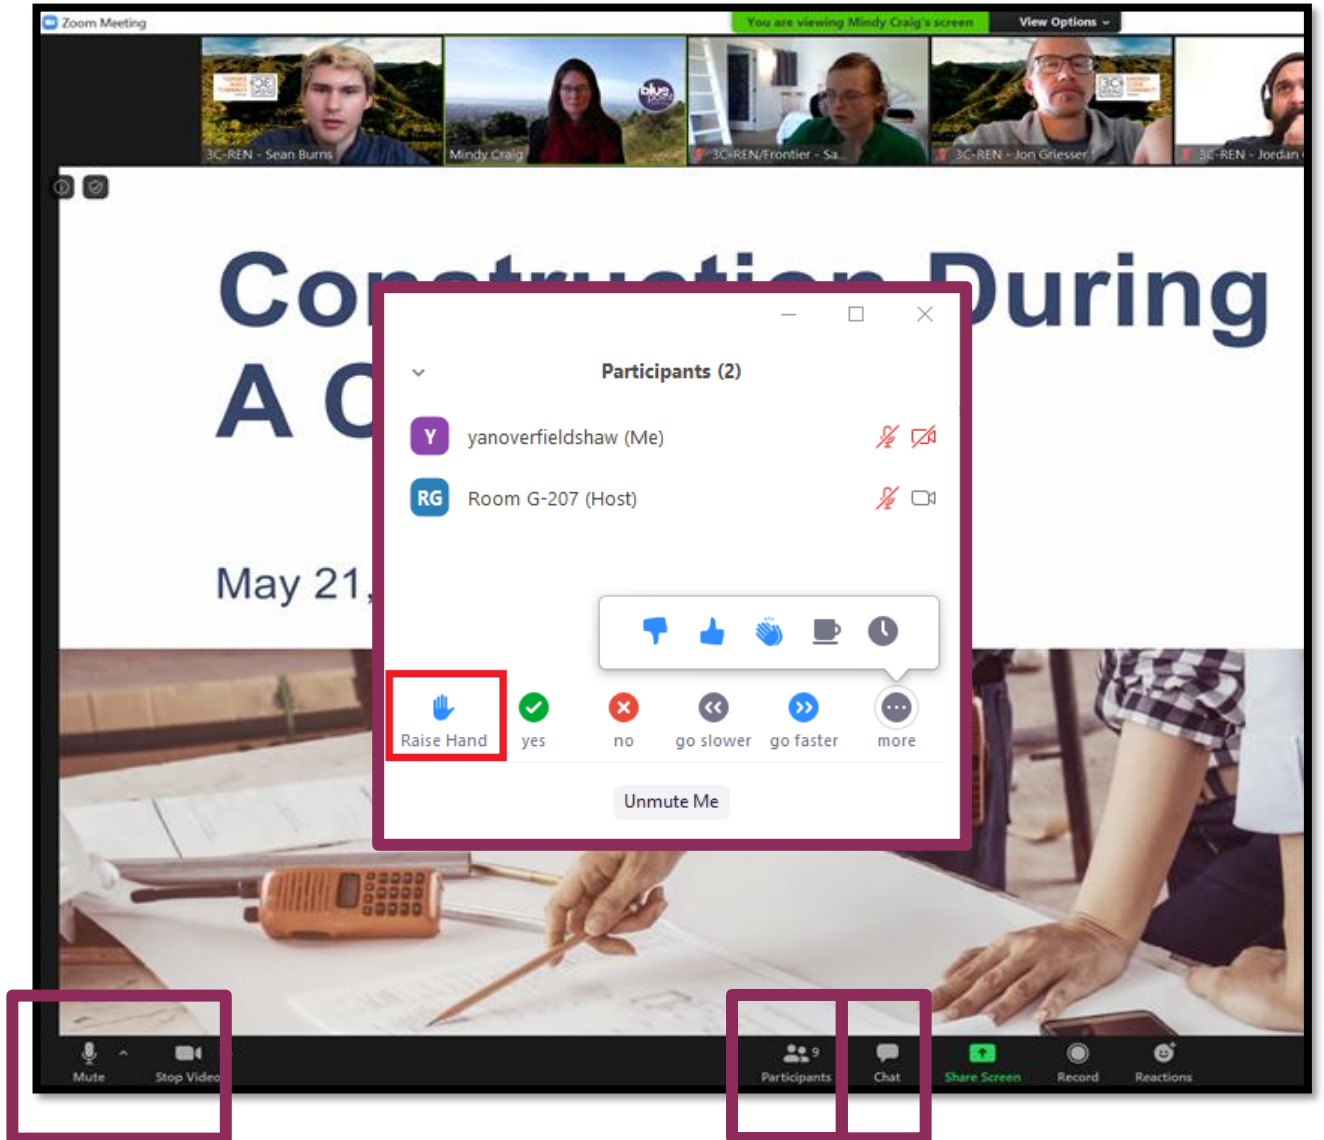 Zoom Meeting
You are viewing Mindy Craig's screen
View Options
blue
3C-REN - Sean Burns
Mindy Craig
3C-REN/Frontier - Sa...
3C-REN - Jon Griesser
3C-REN - Jordan
Construction During
A C
May 21,
Participants (2)
Y
yanoverfieldshaw (Me)
RG
Room G-207 (Host)
Raise Hand
yes
no
go slower
go faster
more
Unmute Me
Mute
Stop Video
Participants
9
Chat
Share Screen
Record
Reactions